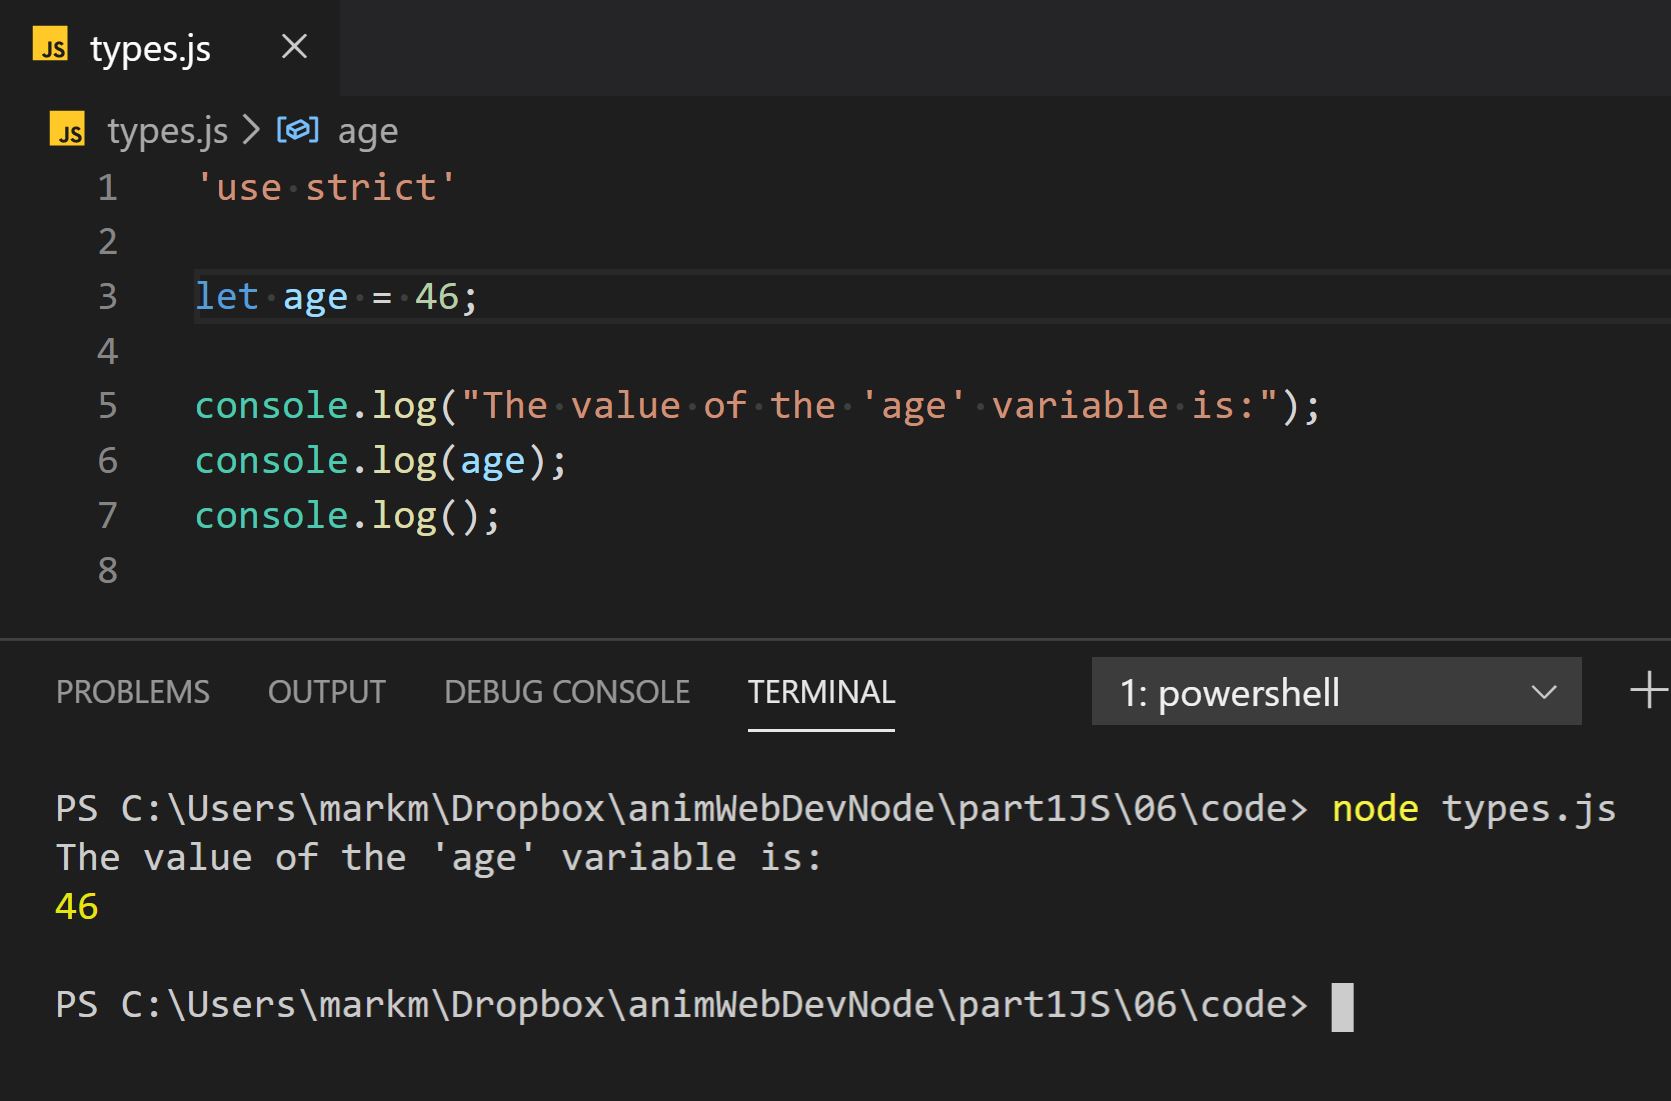 JS types.js
JS types.js > age
1 'use strict'
2
3 let age = 46;
4
5 console.log("The value of the 'age' variable is:");
6 console.log(age);
7 console.log();
8
PROBLEMS OUTPUT DEBUG CONSOLE TERMINAL 1: powershell
PS C:\Users\markm\Dropbox\animWebDevNode\part1JS\06\code> node types.js
The value of the 'age' variable is:
46
PS C:\Users\markm\Dropbox\animWebDevNode\part1JS\06\code>